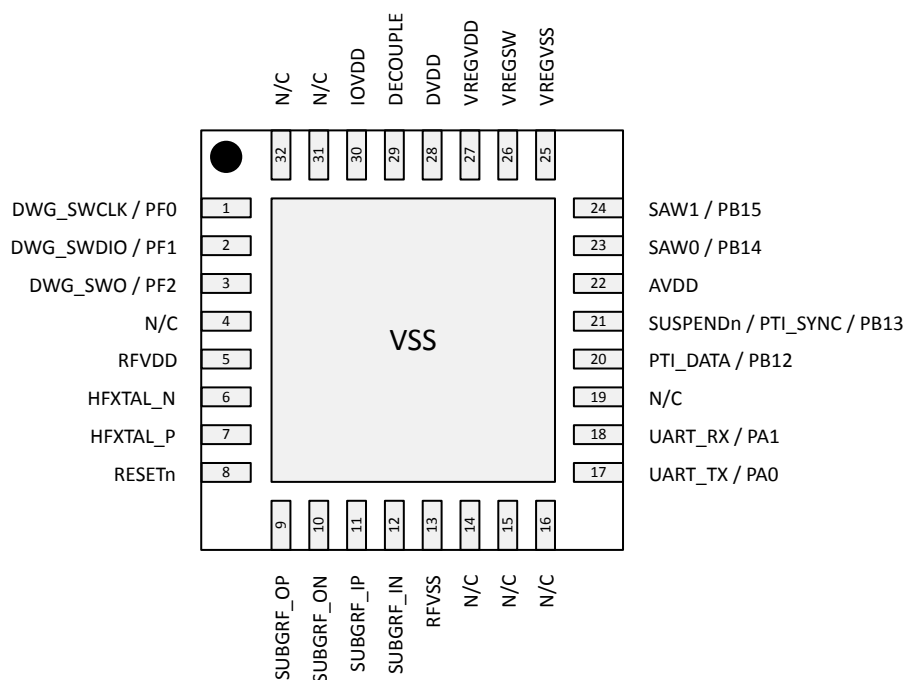 N/C
N/C
IOVDD
DECOUPLE
DVDD
VREGVDD
VREGSW
VREGVSS
32
31
30
29
28
27
26
25
DWG_SWCLK / PF0
1
24
SAW1 / PB15
DWG_SWDIO / PF1
2
23
SAW0 / PB14
DWG_SWO / PF2
3
22
AVDD
N/C
4
21
SUSPENDn / PTI_SYNC / PB13
RFVDD
5
VSS
20
PTI_DATA / PB12
HFXTAL_N
6
19
N/C
HFXTAL_P
7
18
UART_RX / PA1
RESETn
8
17
UART_TX / PA0
9
10
11
12
13
14
15
16
SUBGRF_OP
SUBGRF_ON
SUBGRF_IP
SUBGRF_IN
RFVSS
N/C
N/C
N/C